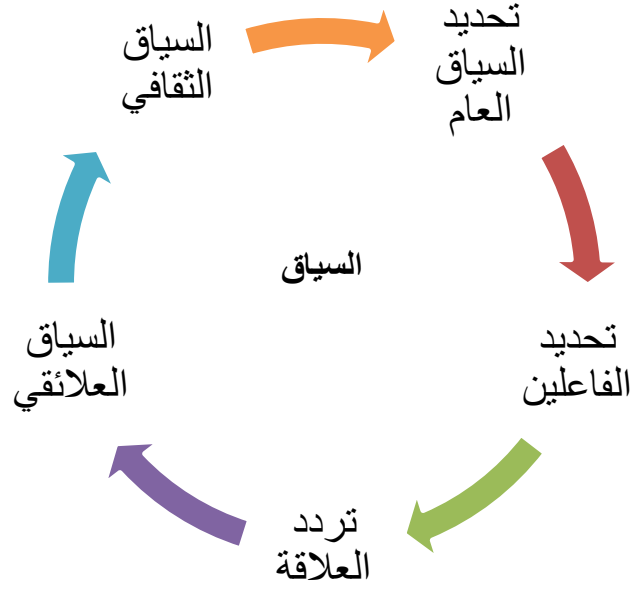 تحديد
السياق
العام
تحديد
الفاعلين
تردد
العلاقة
السياق
العلائقي
السياق
الثقافي
السياق